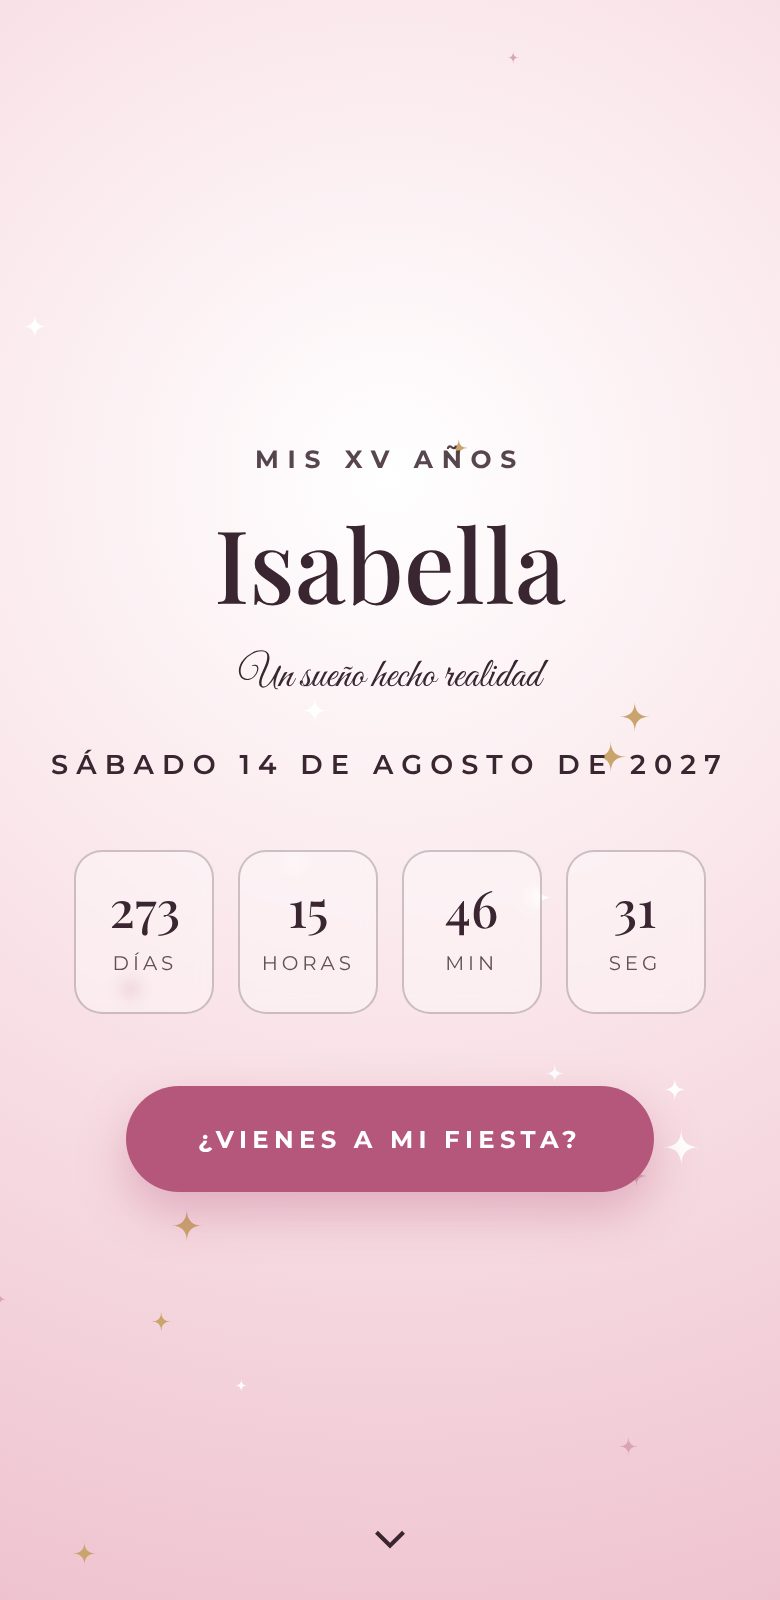 MIS XV AÑOS
Isabella
Un sueño hecho realidad
SÁBADO 14 DE AGOSTO DE 2027
273 15 46 31
DÍAS HORAS MIN SEG
¿VIENES A MI FIESTA?